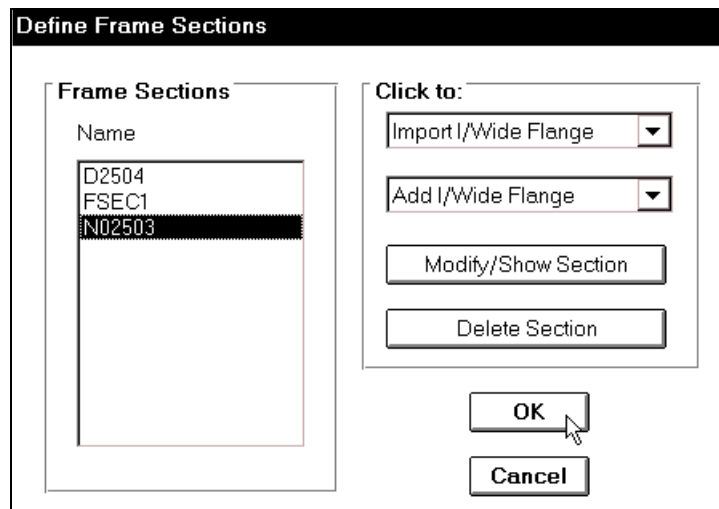 Define Frame Sections
Frame Sections
Name
D2504
FSEC1
N02503
Click to:
Import I/Wide Flange
Add I/Wide Flange
Modify/Show Section
Delete Section
OK
Cancel